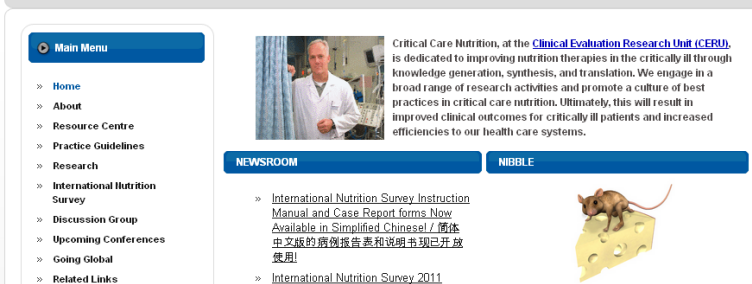 Main Menu
» Home
» About
» Resource Centre
» Practice Guidelines
» Research
» International Nutrition
Survey
» Discussion Group
» Upcoming Conferences
» Going Global
» Related Links
Critical Care Nutrition, at the Clinical Evaluation Research Unit (CERU),
is dedicated to improving nutrition therapies in the critically ill through
knowledge generation, synthesis, and translation. We engage in a
broad range of research activities and promote a culture of best
practices in critical care nutrition. Ultimately, this will result in
improved clinical outcomes for critically ill patients and increased
efficiencies to our health care systems.
NEWSROOM
» International Nutrition Survey Instruction
Manual and Case Report forms Now
Available in Simplified Chinese! / 简体
中文版的病例报告表和说明书现已开放
使用!
» International Nutrition Survey 2011
NIBBLE